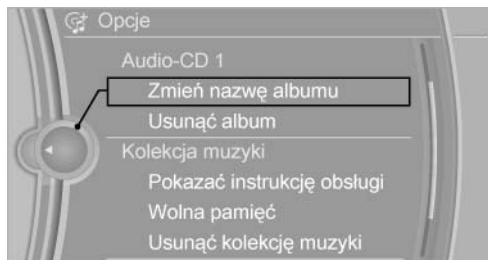 Opcje
Audio-CD 1
Zmień nazwę albumu
Usunąć album
Kolekcja muzyki
Pokazać instrukcję obsługi
Wolna pamięć
Usunąć kolekcję muzyki